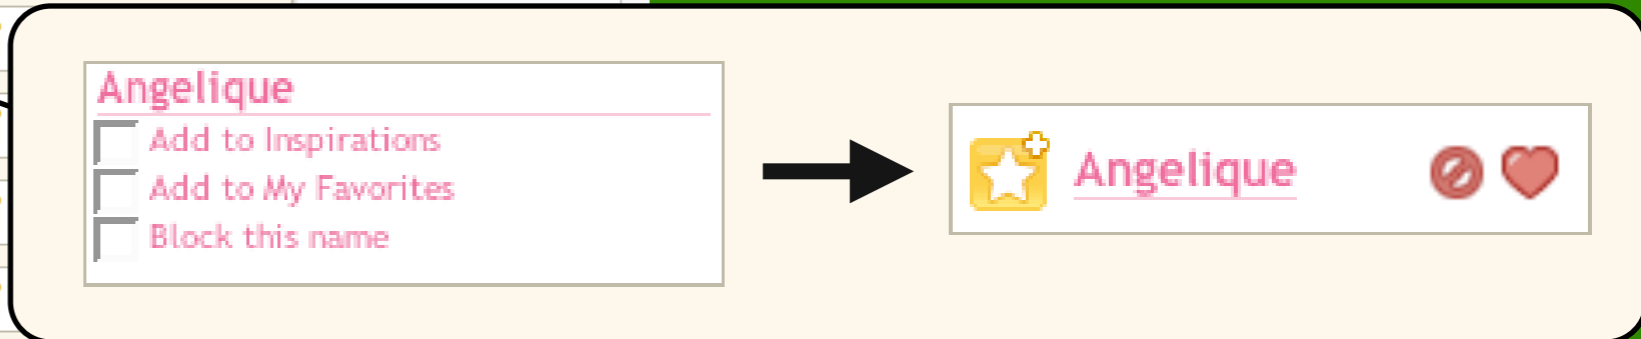 Angelique
Add to Inspirations
Add to My Favorites
Block this name
Angelique